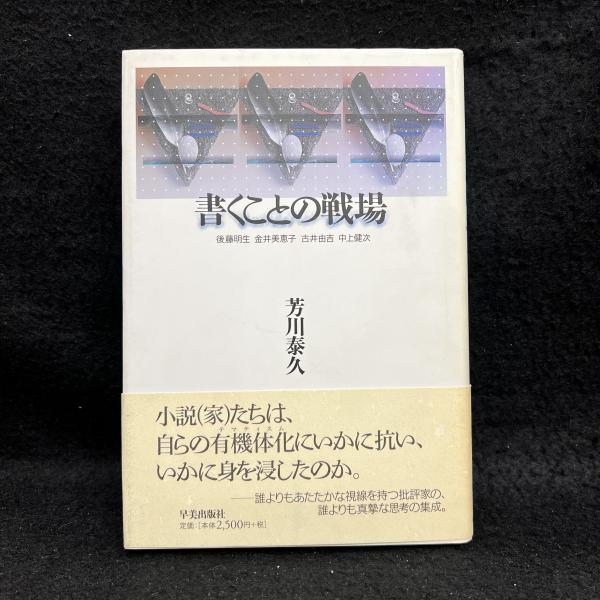 書くことの戦場
後藤明生 金井美恵子 古井由吉 中上健次
芳川泰久
小説(家)たちは、
テマティスム
自らの有機体化にいかに抗い、
いかに身を浸したのか。
──誰よりもあたたかな視線を持つ批評家の、
誰よりも真摯な思考の集成。
早美出版社
定価:[本体2,500円+税]